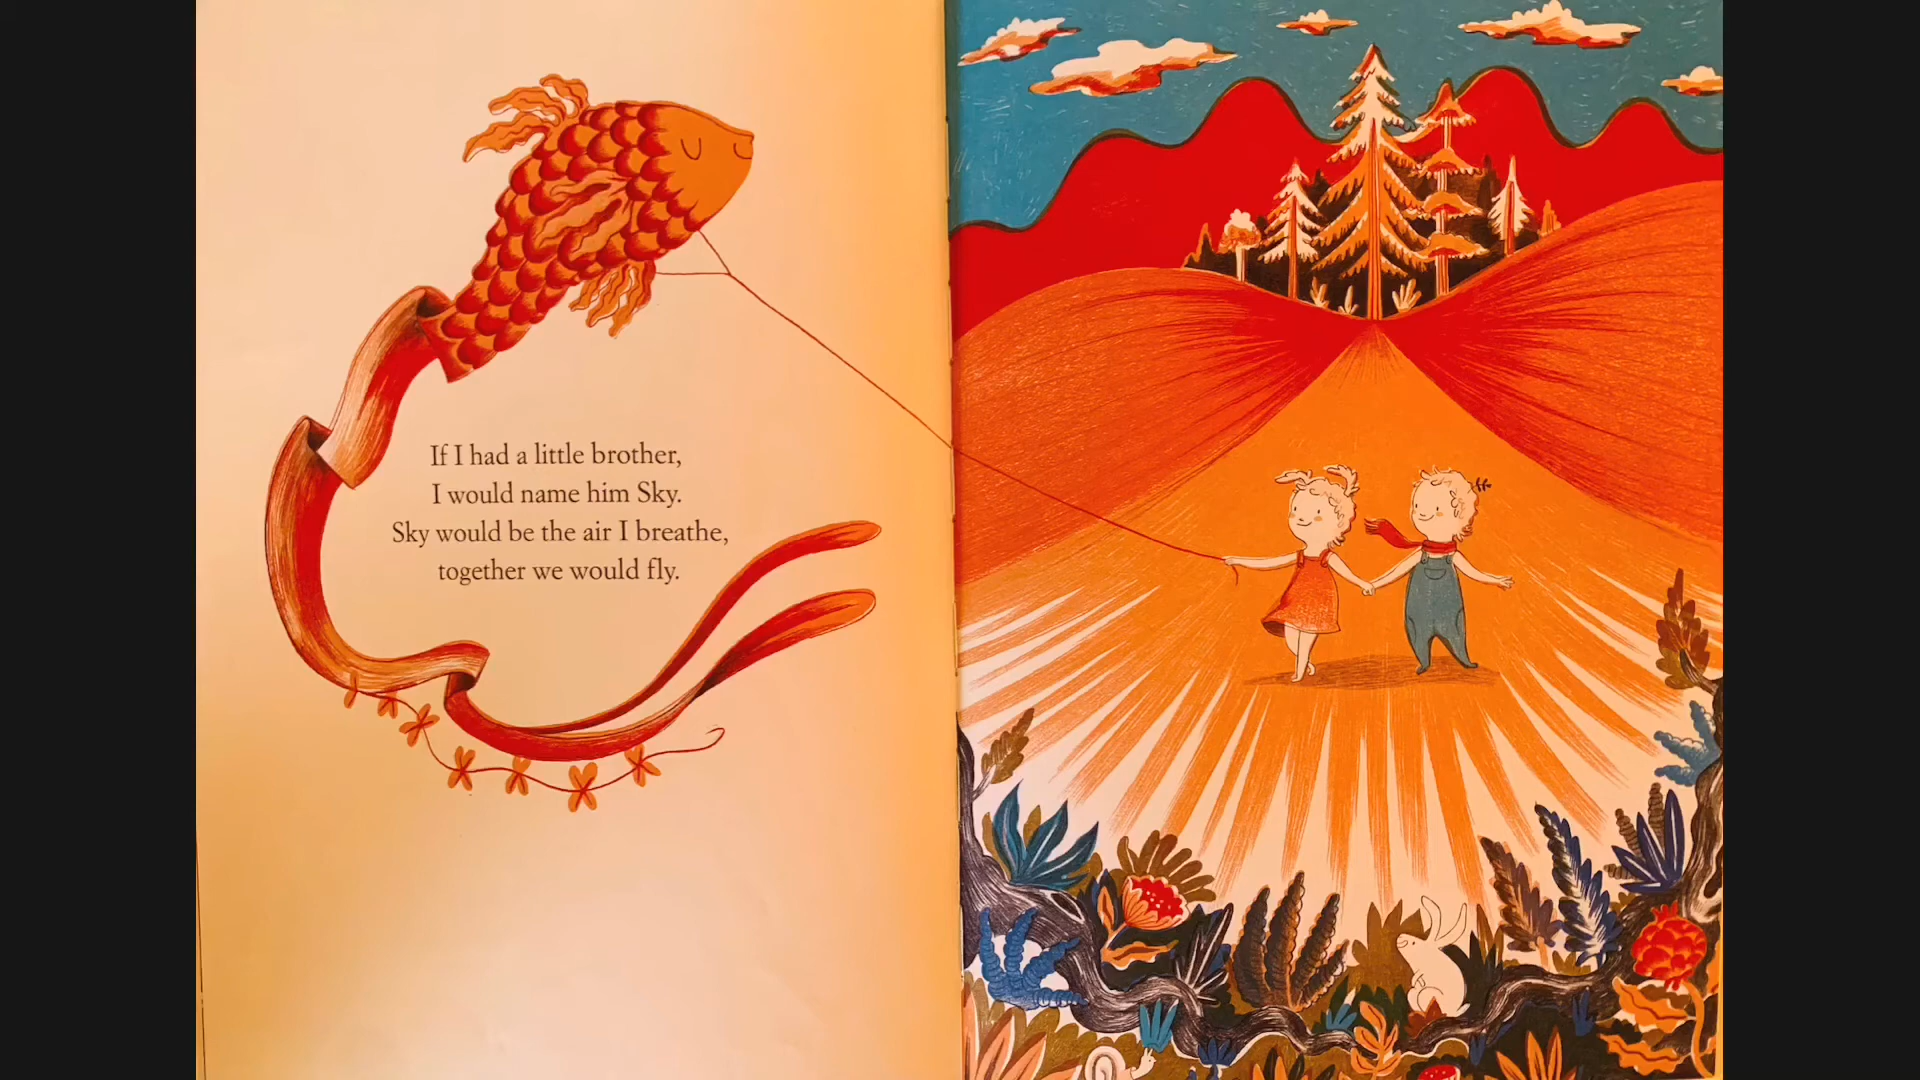 If I had a little brother,
I would name him Sky.
Sky would be the air I breathe,
together we would fly.